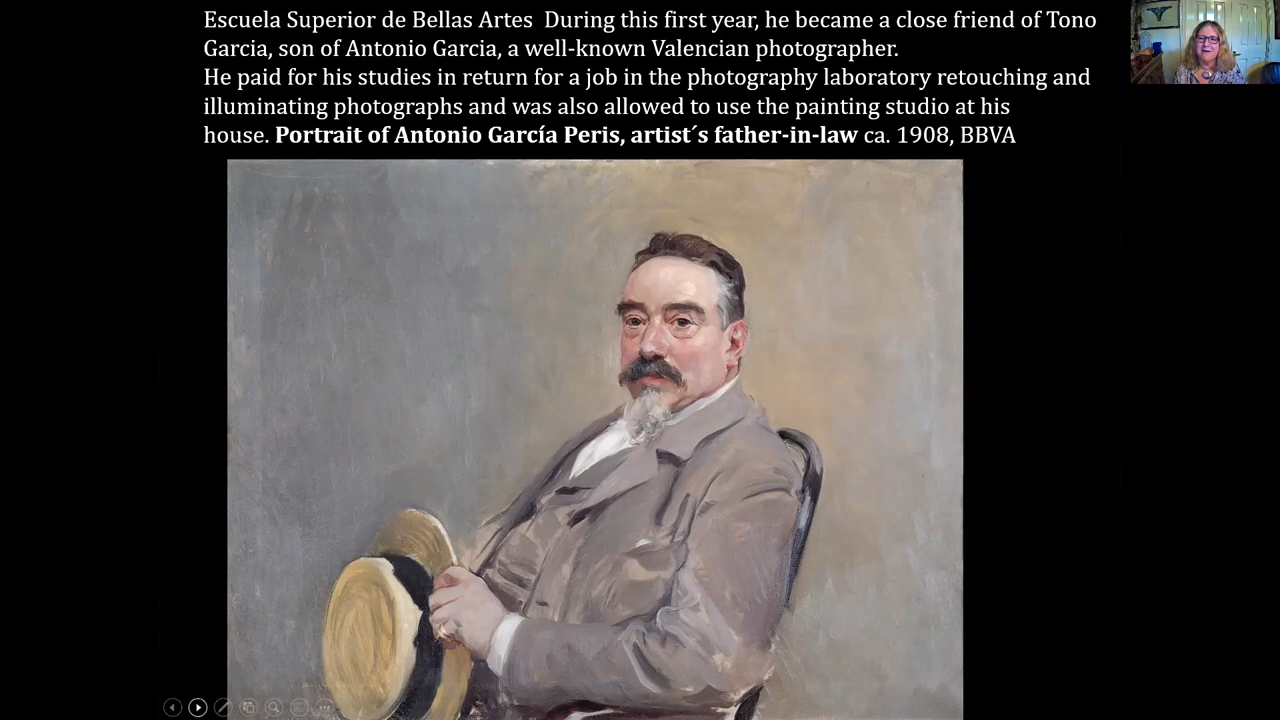 Escuela Superior de Bellas Artes  During this first year, he became a close friend of Tono
Garcia, son of Antonio Garcia, a well-known Valencian photographer.
He paid for his studies in return for a job in the photography laboratory retouching and
illuminating photographs and was also allowed to use the painting studio at his
house. Portrait of Antonio García Peris, artist´s father-in-law ca. 1908, BBVA